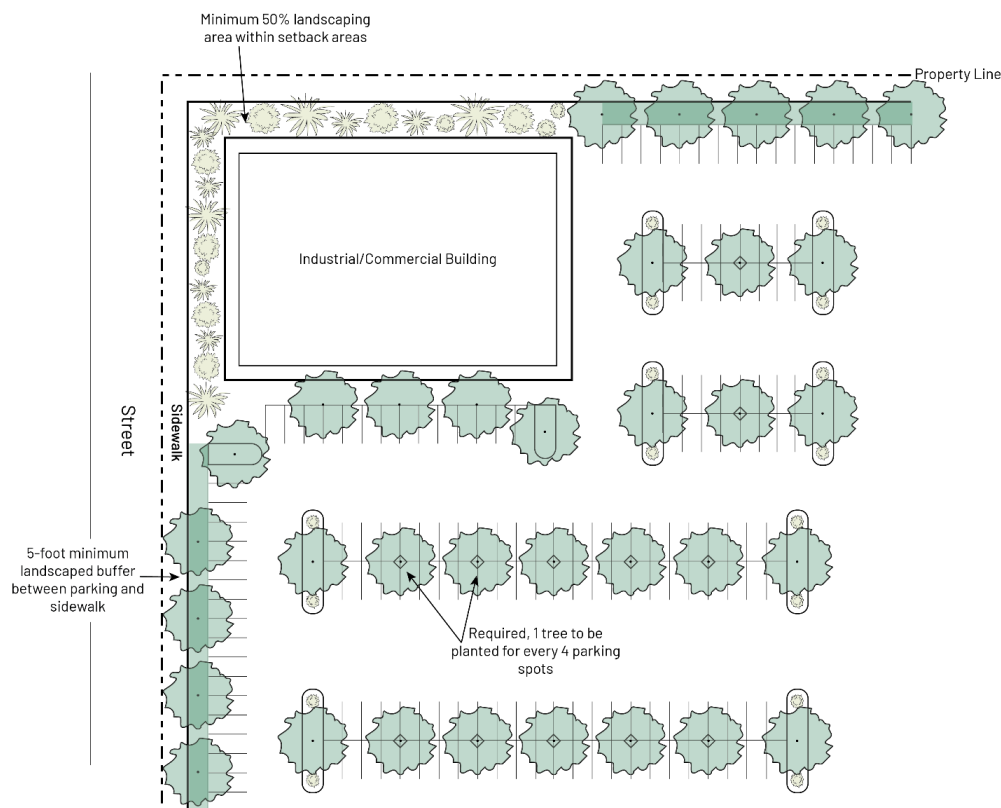 Minimum 50% landscaping
area within setback areas
Property Line
Industrial/Commercial Building
Street
Sidewalk
5-foot minimum
landscaped buffer
between parking and
sidewalk
Required, 1 tree to be
planted for every 4 parking
spots